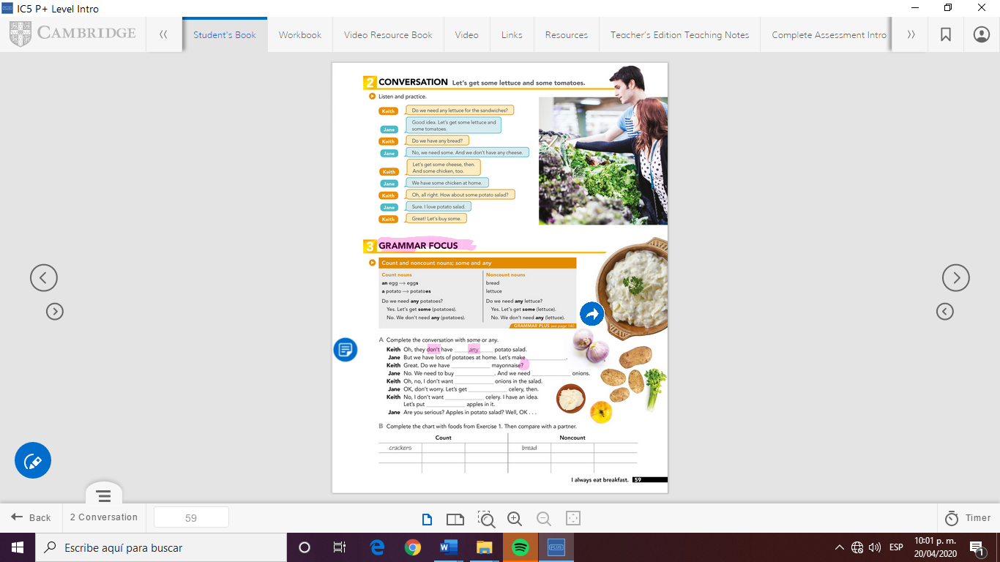 IC5 P+ Level Intro
CAMBRIDGE
Student's Book
Workbook
Video Resource Book
Video
Links
Resources
Teacher's Edition Teaching Notes
Complete Assessment Intro
2 CONVERSATION Let's get some lettuce and some tomatoes.
Listen and practice.
Keith Do we need any lettuce for the sandwiches?
Jane Good idea. Let's get some lettuce and
some tomatoes.
Keith Do we have any bread?
Jane No, we need some. And we don't have any cheese.
Keith Let's get some cheese, then.
And some chicken, too.
Jane We have some chicken at home.
Keith Oh, all right. How about some potato salad?
Jane Sure. I love potato salad.
Keith Great! Let's buy some.
3 GRAMMAR FOCUS
Count and noncount nouns; some and any
Count nouns
an egg → eggs
a potato → potatoes
Do we need any potatoes?
Yes. Let's get some (potatoes).
No. We don't need any (potatoes).
Noncount nouns
bread
lettuce
Do we need any lettuce?
Yes. Let's get some (lettuce).
No. We don't need any (lettuce).
GRAMMAR PLUS see page 140
A Complete the conversation with some or any.
Keith Oh, they don't have any potato salad.
Jane But we have lots of potatoes at home. Let's make ____________.
Keith Great. Do we have ____________ mayonnaise?
Jane No. We need to buy ____________. And we need ____________ onions.
Keith Oh, no, I don't want ____________ onions in the salad.
Jane OK, don't worry. Let's get ____________ celery, then.
Keith No, I don't want ____________ celery. I have an idea.
Let's put ____________ apples in it.
Jane Are you serious? Apples in potato salad? Well, OK . . .
B Complete the chart with foods from Exercise 1. Then compare with a partner.
Count Noncount
crackers bread
I always eat breakfast. 59
Back
2 Conversation
59
Timer
Escribe aquí para buscar
PLUS
ESP
10:01 p. m.
20/04/2020
1